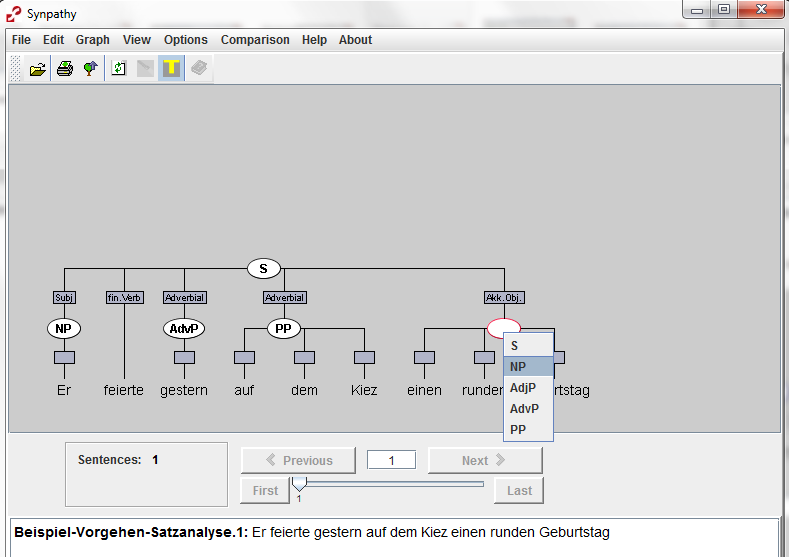 Synpathy
File Edit Graph View Options Comparison Help About
T
S
Subj fin.Verb Adverbial Adverbial Akk.Obj.
NP AdvP PP
S
NP
AdjP
AdvP
PP
Er feierte gestern auf dem Kiez einen runden tstag
Sentences: 1
Previous 1 Next
First 1 Last
Beispiel-Vorgehen-Satzanalyse.1: Er feierte gestern auf dem Kiez einen runden Geburtstag